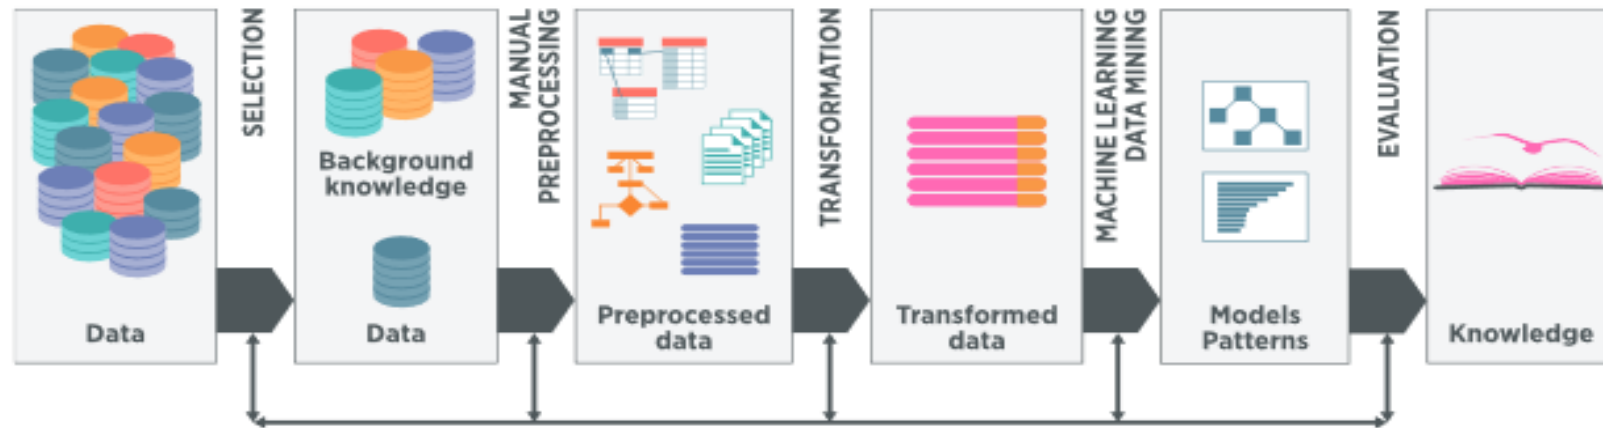 Data
SELECTION
Background
knowledge
Data
MANUAL
PREPROCESSING
Preprocessed
data
TRANSFORMATION
Transformed
data
MACHINE LEARNING
DATA MINING
Models
Patterns
EVALUATION
Knowledge